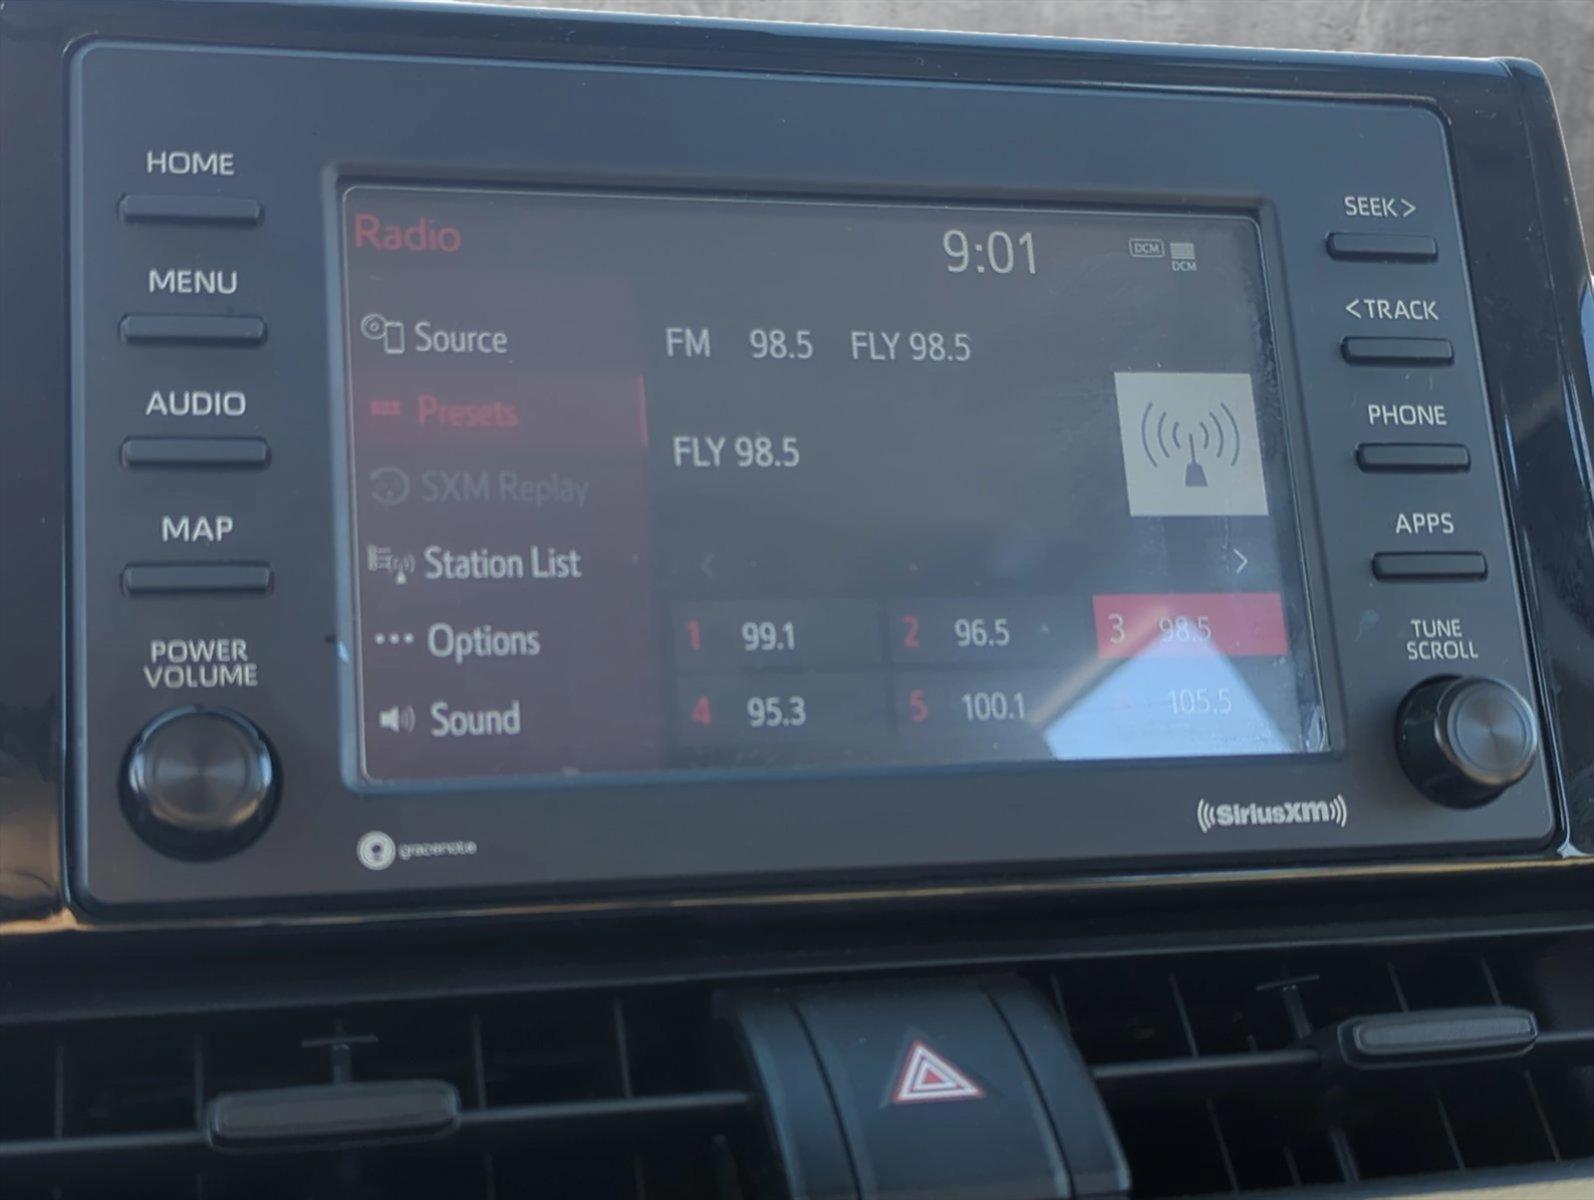 HOME
MENU
AUDIO
MAP
POWER
VOLUME
Radio
9:01
DCM
DCM
Source
Presets
SXM Replay
Station List
Options
Sound
FM 98.5 FLY 98.5
FLY 98.5
1 99.1 2 96.5 3 98.5
4 95.3 5 100.1 105.5
SEEK >
< TRACK
PHONE
APPS
TUNE
SCROLL
gracenote
((SiriusXM))